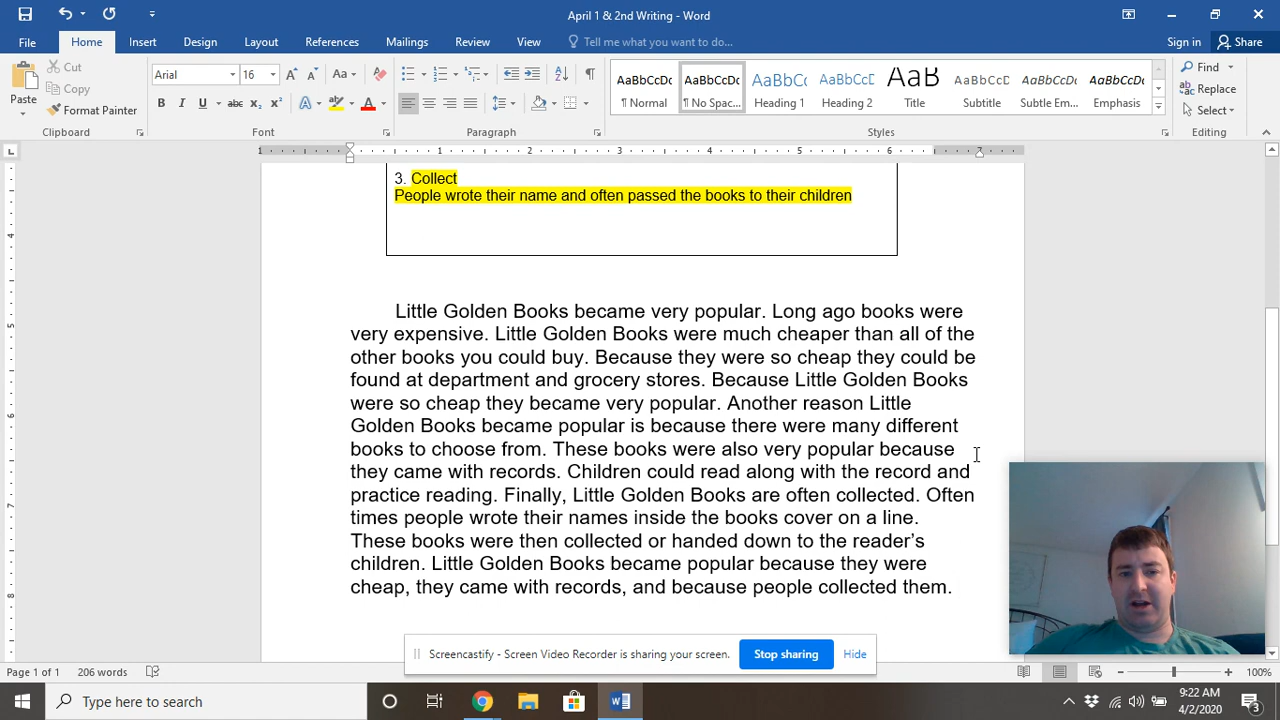 April 1 & 2nd Writing - Word
File Home Insert Design Layout References Mailings Review View Tell me what you want to do... Sign in Share
Paste Cut Copy Format Painter
Arial 16
AaBbCcDc AaBbCcDc AaBbCc AaBbCcE AaB AaBbCcD AaBbCcDc AaBbCcDc
¶ Normal ¶ No Spac... Heading 1 Heading 2 Title Subtitle Subtle Em... Emphasis
Find Replace Select
Clipboard Font Paragraph Styles Editing
1 1 2 3 4 5 6 7
3. Collect
People wrote their name and often passed the books to their children
Little Golden Books became very popular. Long ago books were
very expensive. Little Golden Books were much cheaper than all of the
other books you could buy. Because they were so cheap they could be
found at department and grocery stores. Because Little Golden Books
were so cheap they became very popular. Another reason Little
Golden Books became popular is because there were many different
books to choose from. These books were also very popular because
they came with records. Children could read along with the record and
practice reading. Finally, Little Golden Books are often collected. Often
times people wrote their names inside the books cover on a line.
These books were then collected or handed down to the reader's
children. Little Golden Books became popular because they were
cheap, they came with records, and because people collected them.
Screencastify - Screen Video Recorder is sharing your screen. Stop sharing Hide
Page 1 of 1 206 words 100%
Type here to search
9:22 AM
4/2/2020